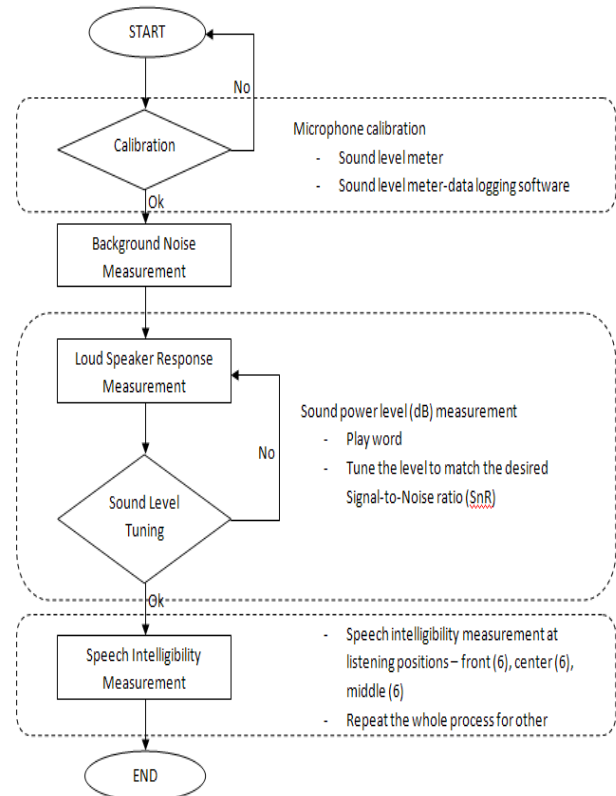 START
No
Calibration
Microphone calibration
- Sound level meter
- Sound level meter-data logging software
Ok
Background Noise
Measurement
Loud Speaker Response
Measurement
Sound power level (dB) measurement
- Play word
- Tune the level to match the desired
Signal-to-Noise ratio (SnR)
No
Sound Level
Tuning
Ok
Speech Intelligibility
Measurement
- Speech intelligibility measurement at
listening positions – front (6), center (6),
middle (6)
- Repeat the whole process for other
END